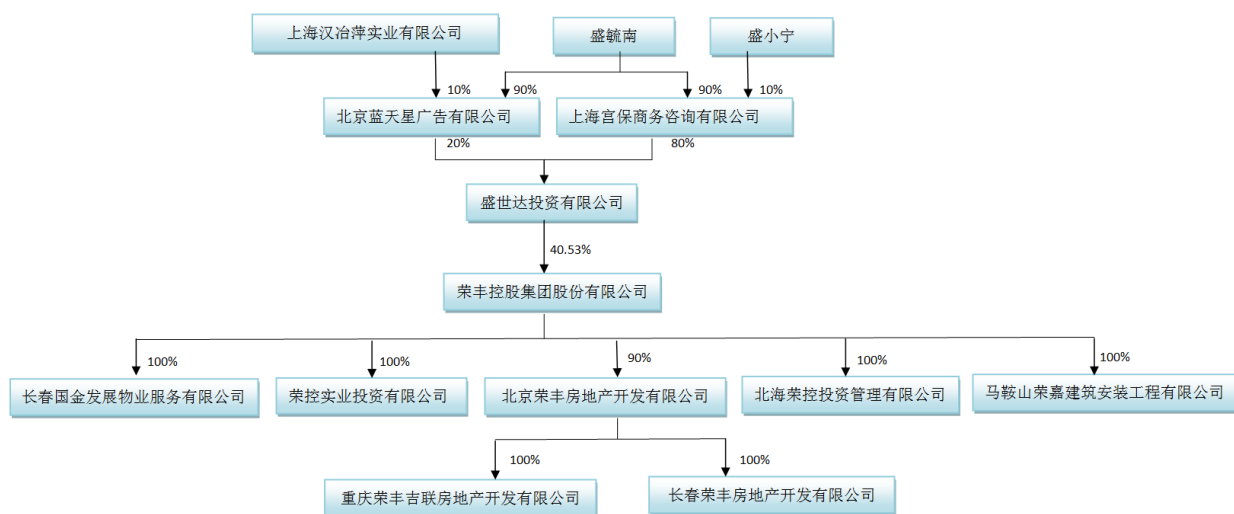 上海汉冶萍实业有限公司
盛毓南
盛小宁
10%
90%
90%
10%
北京蓝天星广告有限公司
上海宫保商务咨询有限公司
20%
80%
盛世达投资有限公司
40.53%
荣丰控股集团股份有限公司
100%
100%
90%
100%
100%
长春国金发展物业服务有限公司
荣控实业投资有限公司
北京荣丰房地产开发有限公司
北海荣控投资管理有限公司
马鞍山荣嘉建筑安装工程有限公司
100%
100%
重庆荣丰吉联房地产开发有限公司
长春荣丰房地产开发有限公司